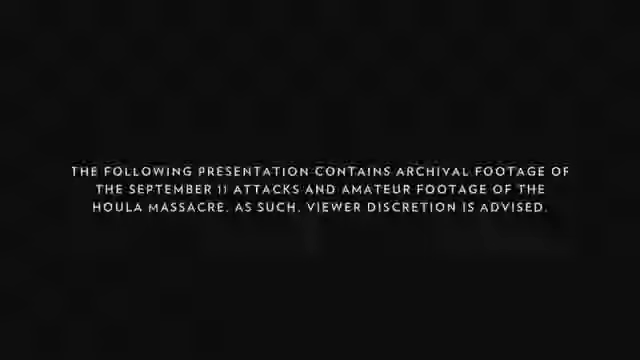 THE FOLLOWING PRESENTATION CONTAINS ARCHIVAL FOOTAGE OF
THE SEPTEMBER 11 ATTACKS AND AMATEUR FOOTAGE OF THE
HOULA MASSACRE. AS SUCH, VIEWER DISCRETION IS ADVISED.